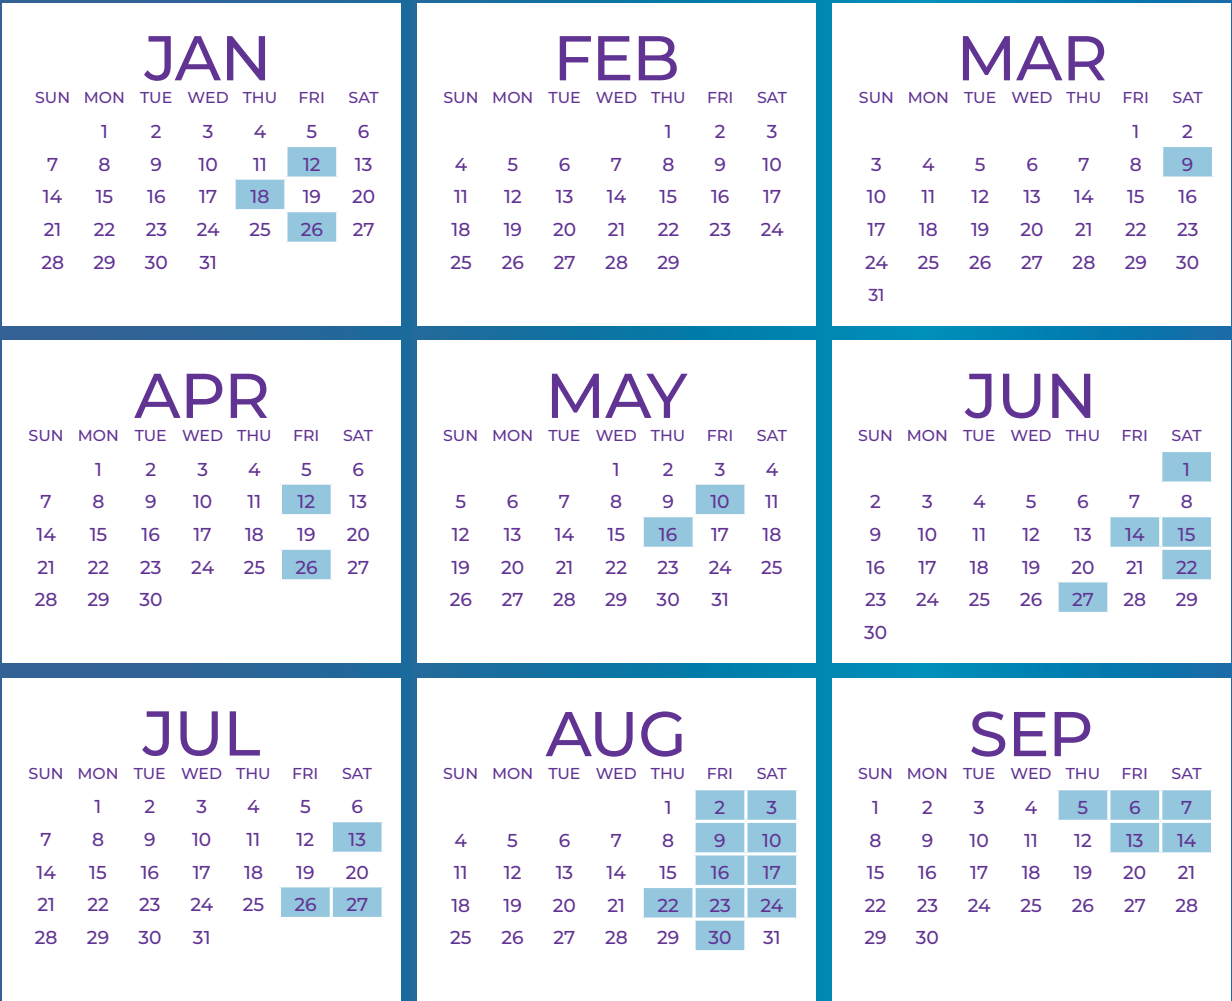 JAN
SUN MON TUE WED THU FRI SAT
1 2 3 4 5 6
7 8 9 10 11 12 13
14 15 16 17 18 19 20
21 22 23 24 25 26 27
28 29 30 31
FEB
SUN MON TUE WED THU FRI SAT
1 2 3
4 5 6 7 8 9 10
11 12 13 14 15 16 17
18 19 20 21 22 23 24
25 26 27 28 29
MAR
SUN MON TUE WED THU FRI SAT
1 2
3 4 5 6 7 8 9
10 11 12 13 14 15 16
17 18 19 20 21 22 23
24 25 26 27 28 29 30
31
APR
SUN MON TUE WED THU FRI SAT
1 2 3 4 5 6
7 8 9 10 11 12 13
14 15 16 17 18 19 20
21 22 23 24 25 26 27
28 29 30
MAY
SUN MON TUE WED THU FRI SAT
1 2 3 4
5 6 7 8 9 10 11
12 13 14 15 16 17 18
19 20 21 22 23 24 25
26 27 28 29 30 31
JUN
SUN MON TUE WED THU FRI SAT
1
2 3 4 5 6 7 8
9 10 11 12 13 14 15
16 17 18 19 20 21 22
23 24 25 26 27 28 29
30
JUL
SUN MON TUE WED THU FRI SAT
1 2 3 4 5 6
7 8 9 10 11 12 13
14 15 16 17 18 19 20
21 22 23 24 25 26 27
28 29 30 31
AUG
SUN MON TUE WED THU FRI SAT
1 2 3
4 5 6 7 8 9 10
11 12 13 14 15 16 17
18 19 20 21 22 23 24
25 26 27 28 29 30 31
SEP
SUN MON TUE WED THU FRI SAT
1 2 3 4 5 6 7
8 9 10 11 12 13 14
15 16 17 18 19 20 21
22 23 24 25 26 27 28
29 30